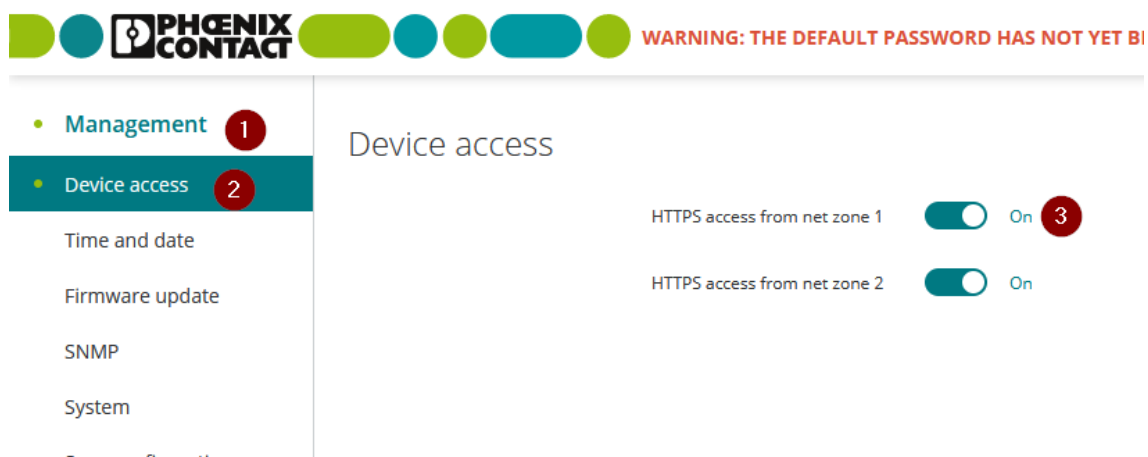 PHŒNIX
CONTACT
WARNING: THE DEFAULT PASSWORD HAS NOT YET
Management 1
Device access 2
Time and date
Firmware update
SNMP
System
Device access
HTTPS access from net zone 1 On 3
HTTPS access from net zone 2 On